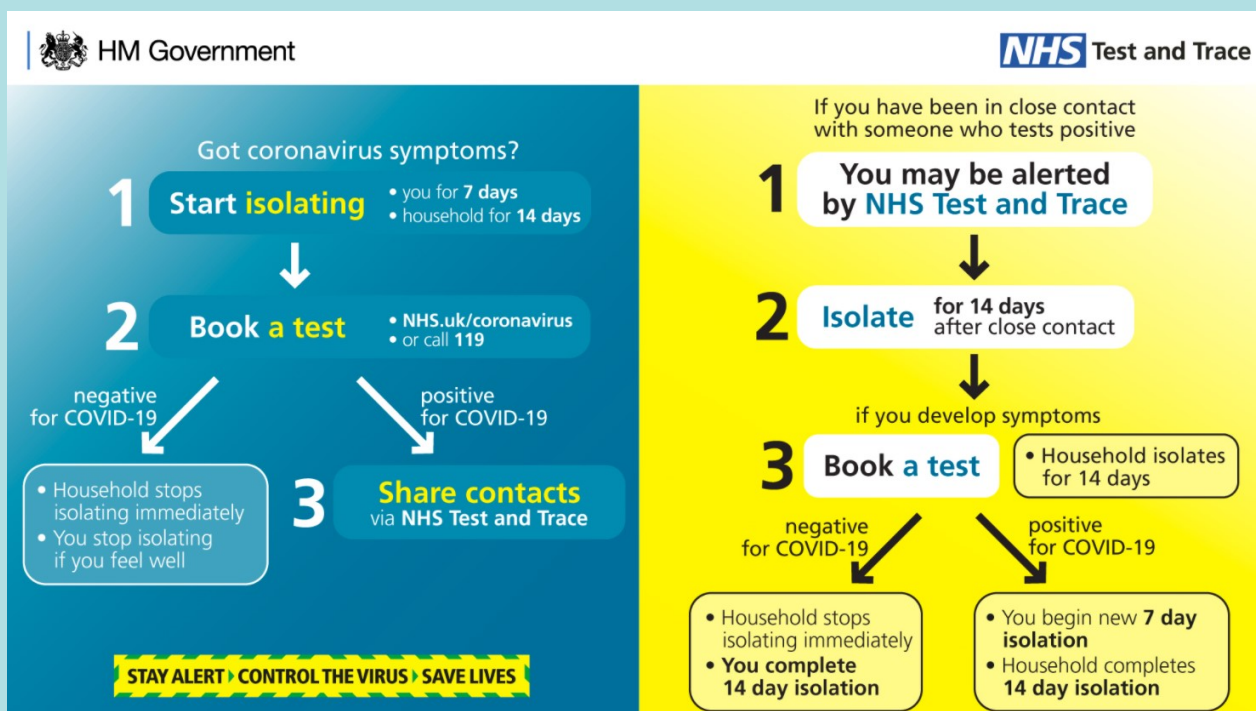 HM Government
NHS Test and Trace
Got coronavirus symptoms?
1
Start isolating
• you for 7 days
• household for 14 days
2
Book a test
• NHS.uk/coronavirus
• or call 119
negative
for COVID-19
• Household stops
isolating immediately
• You stop isolating
if you feel well
positive
for COVID-19
3
Share contacts
via NHS Test and Trace
STAY ALERT CONTROL THE VIRUS SAVE LIVES
If you have been in close contact
with someone who tests positive
1
You may be alerted
by NHS Test and Trace
2
Isolate
for 14 days
after close contact
if you develop symptoms
3
Book a test
• Household isolates
for 14 days
negative
for COVID-19
• Household stops
isolating immediately
• You complete
14 day isolation
positive
for COVID-19
• You begin new 7 day
isolation
• Household completes
14 day isolation